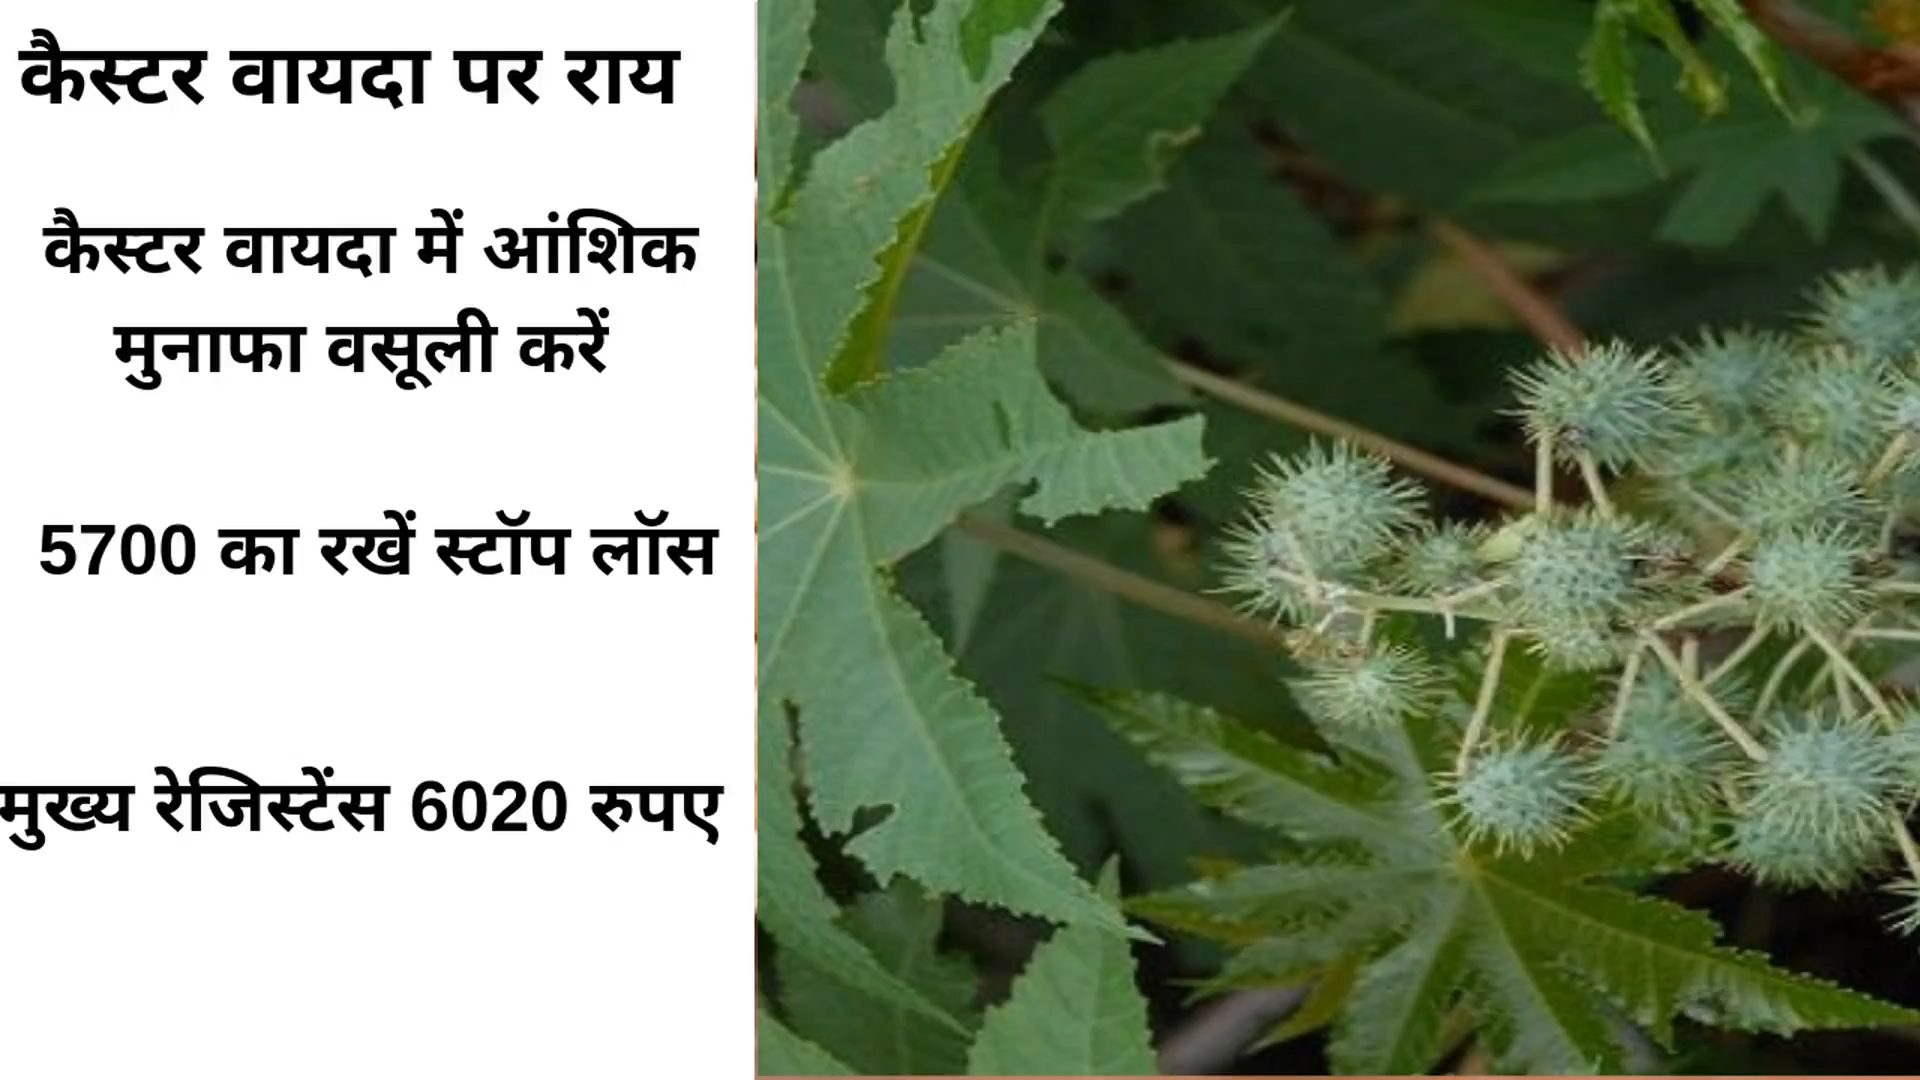 कैस्टर वायदा पर राय
कैस्टर वायदा में आंशिक
मुनाफा वसूली करें
5700 का रखें स्टॉप लॉस
मुख्य रेजिस्टेंस 6020 रुपए